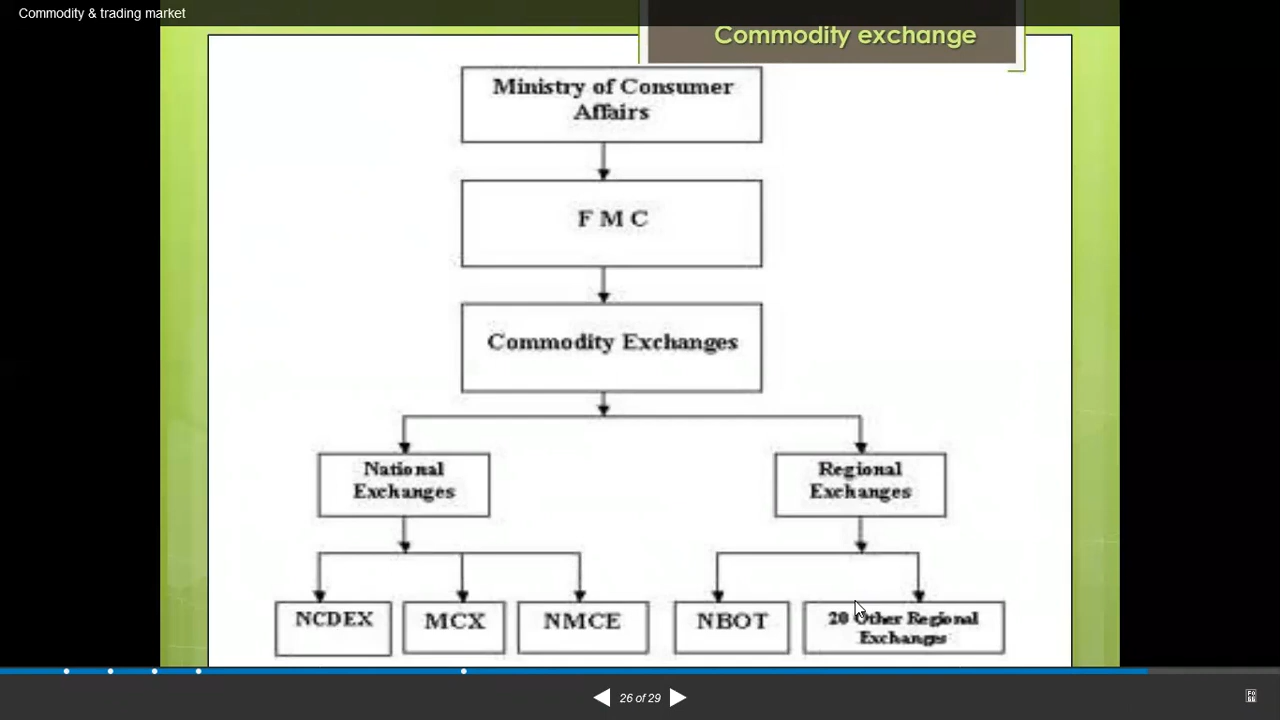 Commodity & trading market
Commodity exchange
Ministry of Consumer
Affairs
F M C
Commodity Exchanges
National
Exchanges
Regional
Exchanges
NCDEX
MCX
NMCE
NBOT
20 Other Regional
Exchanges
26 of 29